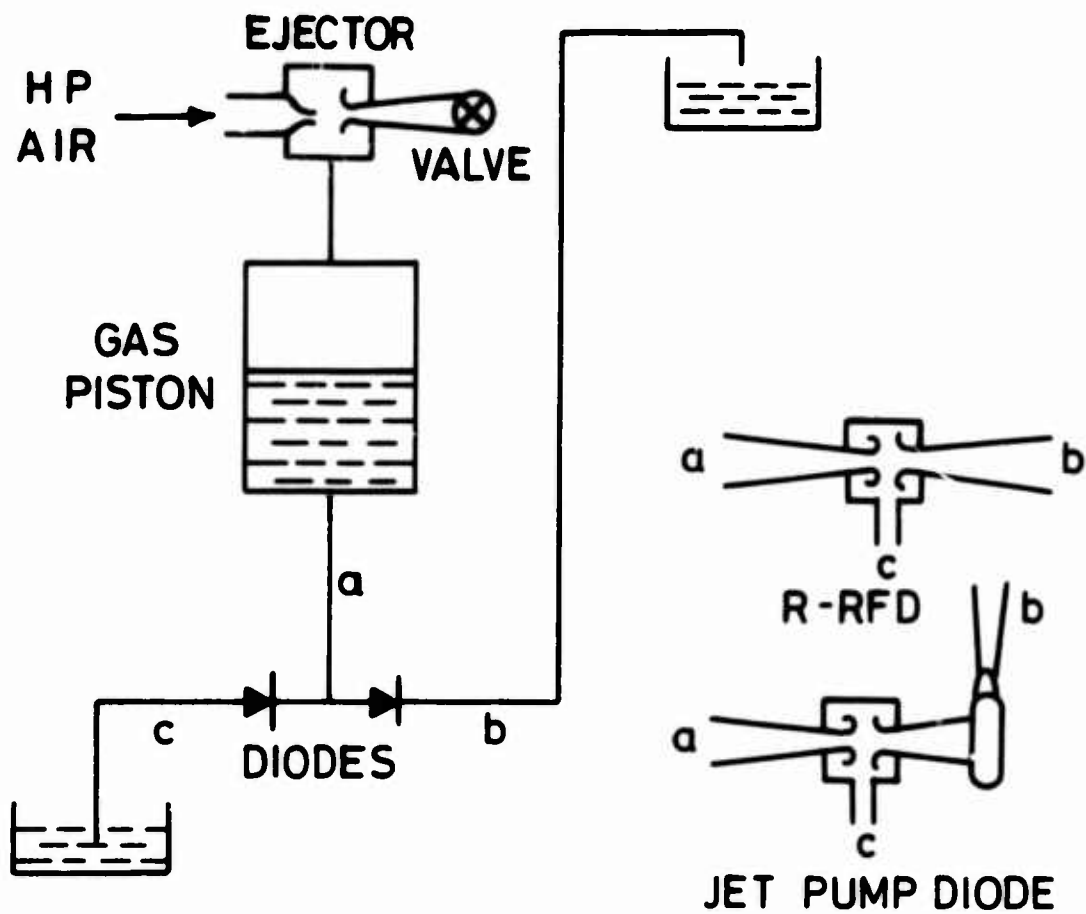 EJECTOR
HP
AIR
VALVE
GAS
PISTON
a
c
b
DIODES
a
b
c
R-RFD
b
a
c
JET PUMP DIODE